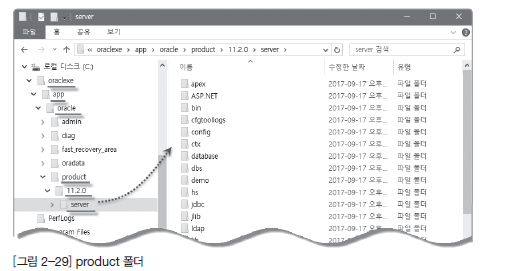 server
파일 홈 공유 보기
« oraclexe › app › oracle › product › 11.2.0 › server › server 검색
로컬 디스크 (C:)
oraclexe
app
oracle
admin
diag
fast_recovery_area
oradata
product
11.2.0
server
PerfLogs
gram Files
이름 수정한 날짜 유형
apex 2017-09-17 오후... 파일 폴더
ASP.NET 2017-09-17 오후... 파일 폴더
bin 2017-09-17 오후... 파일 폴더
cfgtoollogs 2017-09-17 오후... 파일 폴더
config 2017-09-17 오후... 파일 폴더
ctx 2017-09-17 오후... 파일 폴더
database 2017-09-17 오후... 파일 폴더
dbs 2017-09-17 오후... 파일 폴더
demo 2017-09-17 오후... 파일 폴더
hs 2017-09-17 오후... 파일 폴더
jdbc 2017-09-17 오후... 파일 폴더
jlib 2017-09-17 오후... 파일 폴더
ldap 2017-09-17 오후... 파일 폴더
[그림 2-29] product 폴더